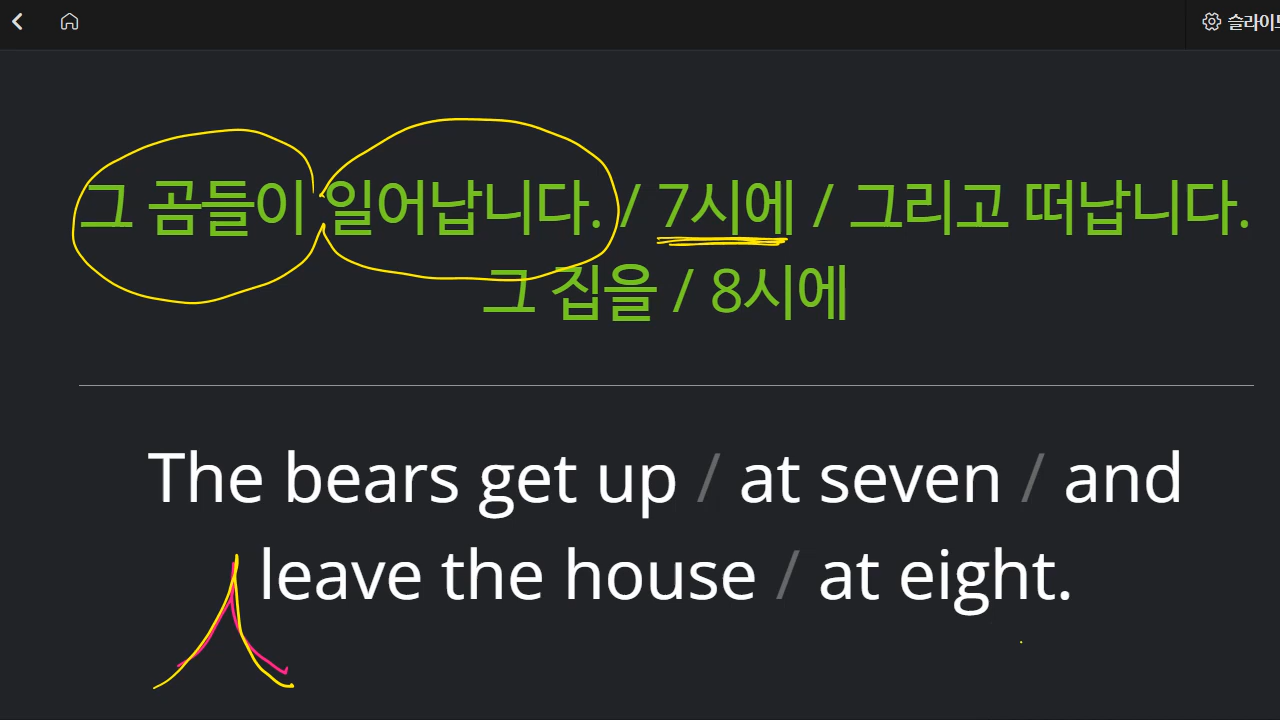 슬라이드
그 곰들이 일어납니다. / 7시에 / 그리고 떠납니다.
그 집을 / 8시에
The bears get up / at seven / and
leave the house / at eight.